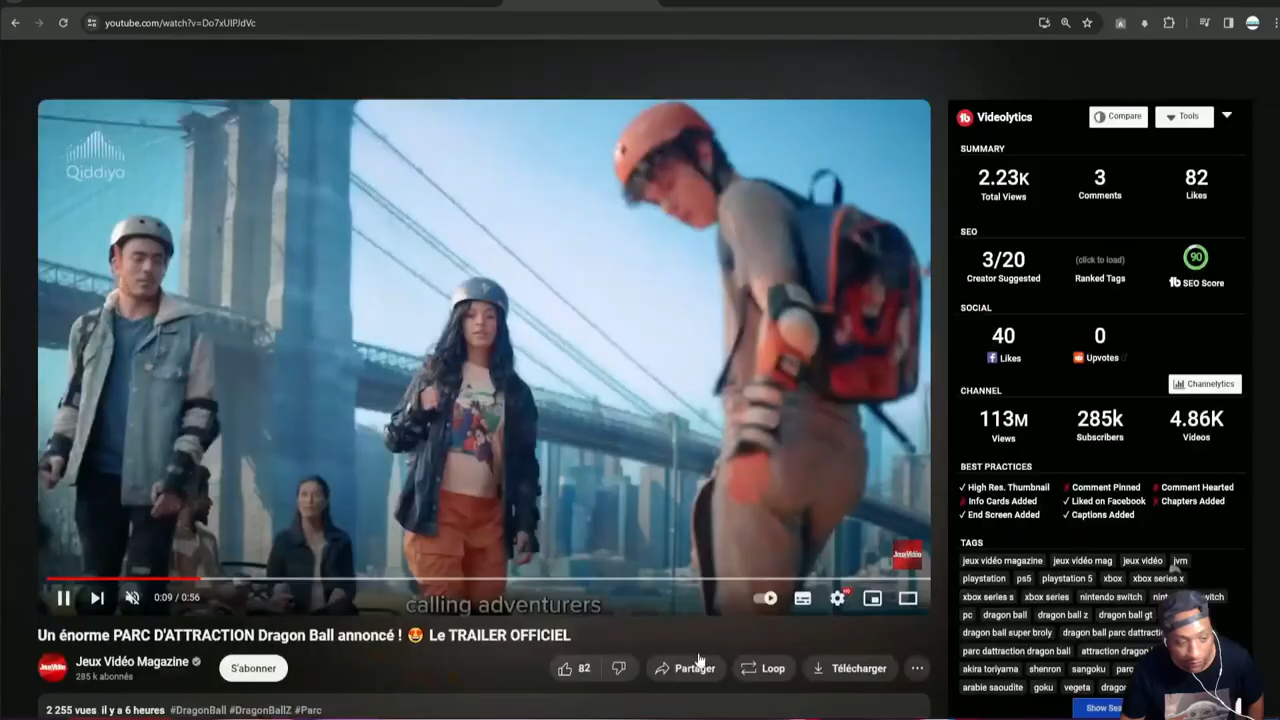 youtube.com/watch?v=Do7xUIPJdVc
Qiddiya
JeuxVidéo
calling adventurers
0:09 / 0:56
Un énorme PARC D'ATTRACTION Dragon Ball annoncé ! 🤩 Le TRAILER OFFICIEL
Jeux Vidéo Magazine
285 k abonnés
S'abonner
82
Partager
Loop
Télécharger
2 255 vues il y a 6 heures #DragonBall #DragonBallZ #Parc
Videolytics
Compare
Tools
SUMMARY
2.23K 3 82
Total Views Comments Likes
SEO
3/20 (click to load) 90
Creator Suggested Ranked Tags tb SEO Score
SOCIAL
40 0
Likes Upvotes
CHANNEL
Channelytics
113M 285k 4.86K
Views Subscribers Videos
BEST PRACTICES
✓ High Res. Thumbnail ✗ Comment Pinned ✗ Comment Hearted
✗ Info Cards Added ✓ Liked on Facebook ✗ Chapters Added
✓ End Screen Added ✓ Captions Added
TAGS
jeux vidéo magazine jeux vidéo mag jeux vidéo jvm
playstation ps5 playstation 5 xbox xbox series x
xbox series s xbox series nintendo switch
pc dragon ball dragon ball z dragon ball gt
dragon ball super broly dragon ball parc
parc dattraction dragon ball
akira toriyama shenron sangoku
arabie saoudite goku vegeta
Show